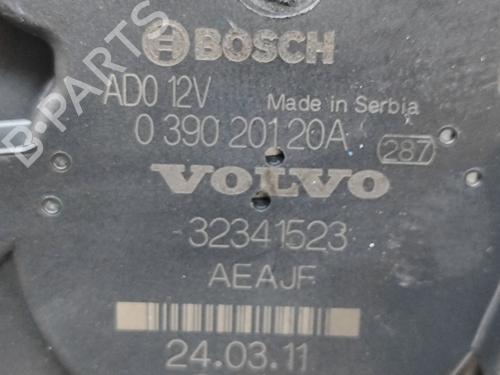 BOSCH
AD0 12V Made in Serbia
0 390 201 20A 287
VOLVO
32341523
AEAJF
24.03.11
B-PARTS